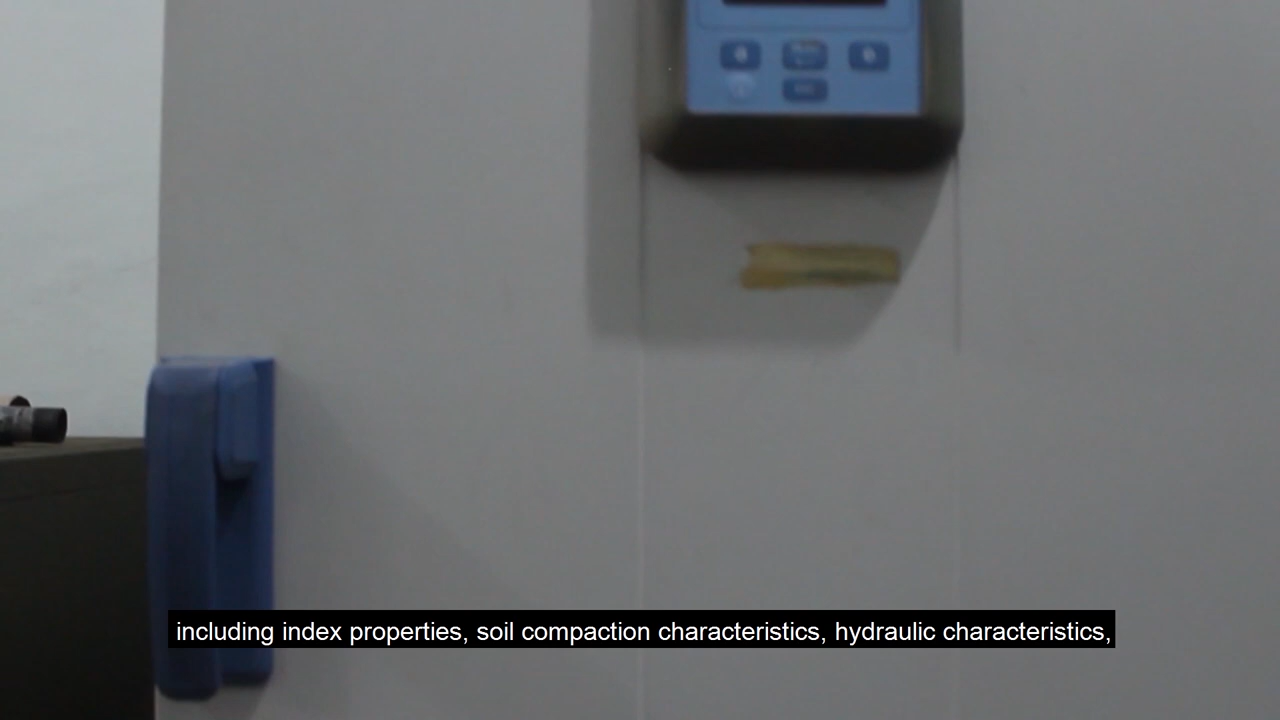 including index properties, soil compaction characteristics, hydraulic characteristics,